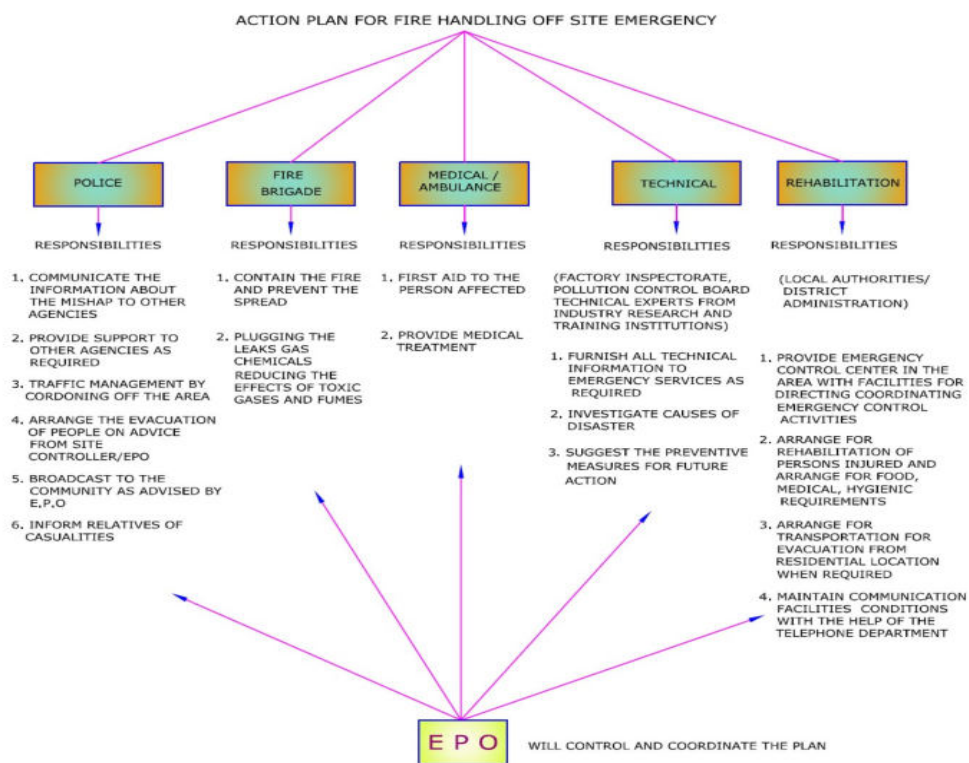 ACTION PLAN FOR FIRE HANDLING OFF SITE EMERGENCY
POLICE
RESPONSIBILITIES
1. COMMUNICATE THE
INFORMATION ABOUT
THE MISHAP TO OTHER
AGENCIES
2. PROVIDE SUPPORT TO
OTHER AGENCIES AS
REQUIRED
3. TRAFFIC MANAGEMENT BY
CORDONING OFF THE AREA
4. ARRANGE THE EVACUATION
OF PEOPLE ON ADVICE
FROM SITE
CONTROLLER/EPO
5. BROADCAST TO
THE COMMUNITY AS ADVISED BY
E.P.O
6. INFORM RELATIVES OF
CASUALITIES
FIRE
BRIGADE
RESPONSIBILITIES
1. CONTAIN THE FIRE
AND PREVENT THE
SPREAD
2. PLUGGING THE
LEAKS GAS
CHEMICALS
REDUCING THE
EFFECTS OF TOXIC
GASES AND FUMES
MEDICAL /
AMBULANCE
RESPONSIBILITIES
1. FIRST AID TO THE
PERSON AFFECTED
2. PROVIDE MEDICAL
TREATMENT
TECHNICAL
RESPONSIBILITIES
(FACTORY INSPECTORATE,
POLLUTION CONTROL BOARD
TECHNICAL EXPERTS FROM
INDUSTRY RESEARCH AND
TRAINING INSTITUTIONS)
1. FURNISH ALL TECHNICAL
INFORMATION TO
EMERGENCY SERVICES AS
REQUIRED
2. INVESTIGATE CAUSES OF
DISASTER
3. SUGGEST THE PREVENTIVE
MEASURES FOR FUTURE
ACTION
REHABILITATION
RESPONSIBILITIES
(LOCAL AUTHORITIES/
DISTRICT
ADMINISTRATION)
1. PROVIDE EMERGENCY
CONTROL CENTER IN THE
AREA WITH FACILITIES FOR
DIRECTING COORDINATING
EMERGENCY CONTROL
ACTIVITIES
2. ARRANGE FOR
REHABILITATION OF
PERSONS INJURED AND
ARRANGE FOR FOOD,
MEDICAL, HYGIENIC
REQUIREMENTS
3. ARRANGE FOR
TRANSPORTATION FOR
EVACUATION FROM
RESIDENTIAL LOCATION
WHEN REQUIRED
4. MAINTAIN COMMUNICATION
FACILITIES CONDITIONS
WITH THE HELP OF THE
TELEPHONE DEPARTMENT
E P O WILL CONTROL AND COORDINATE THE PLAN